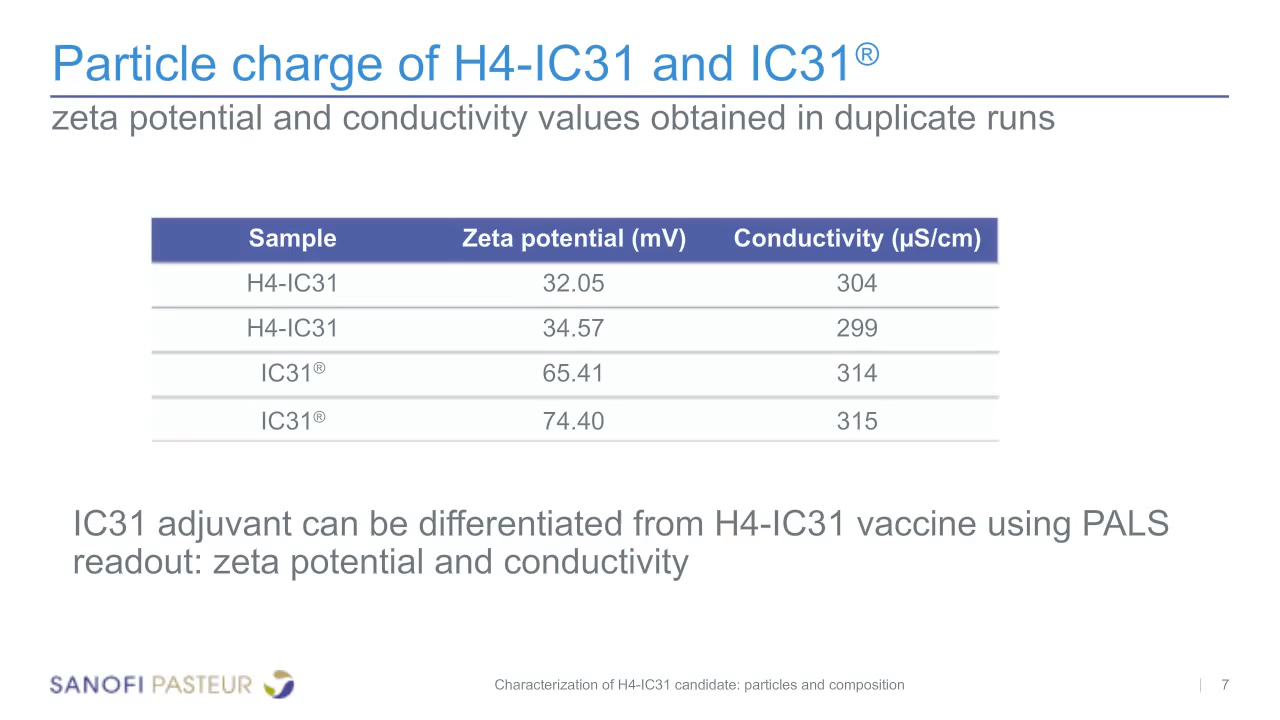 Particle charge of H4-IC31 and IC31®
zeta potential and conductivity values obtained in duplicate runs
Sample Zeta potential (mV) Conductivity (µS/cm)
H4-IC31 32.05 304
H4-IC31 34.57 299
IC31® 65.41 314
IC31® 74.40 315
IC31 adjuvant can be differentiated from H4-IC31 vaccine using PALS
readout: zeta potential and conductivity
SANOFI PASTEUR Characterization of H4-IC31 candidate: particles and composition | 7